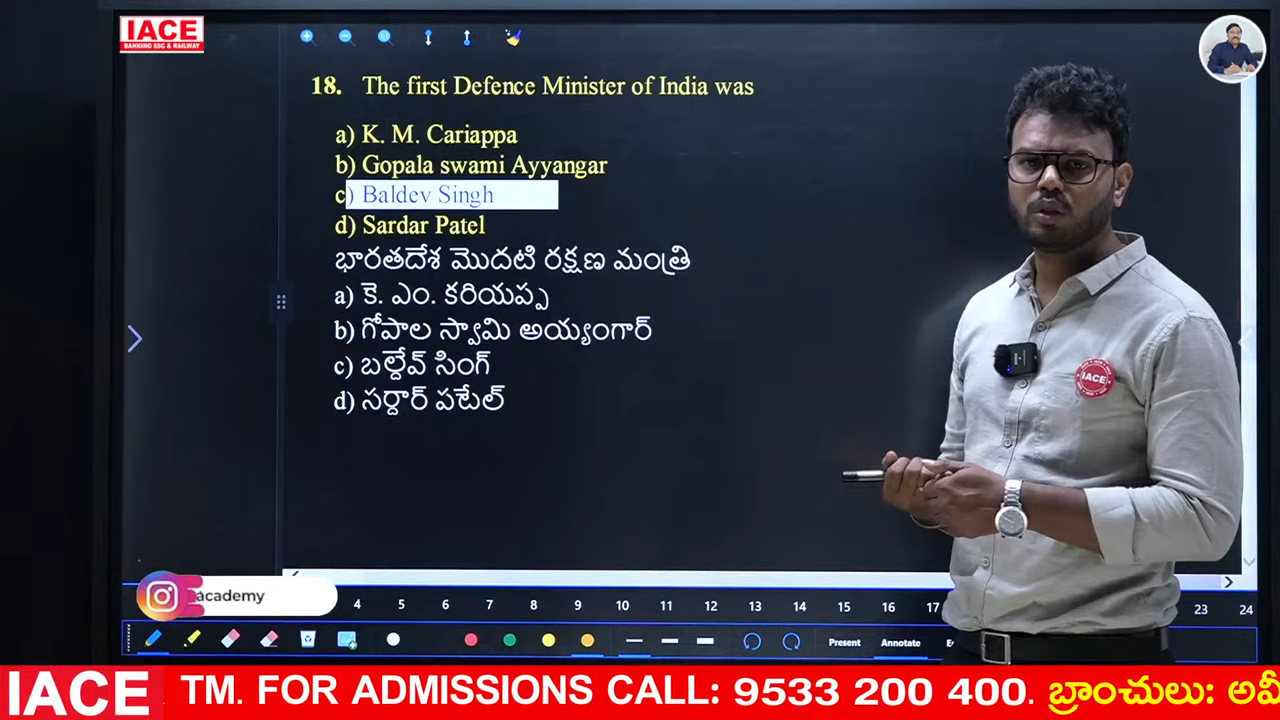 IACE
BANKING SSC & RAILWAY
18. The first Defence Minister of India was
a) K. M. Cariappa
b) Gopala swami Ayyangar
c) Baldev Singh
d) Sardar Patel
భారతదేశ మొదటి రక్షణ మంత్రి
a) కె. ఎం. కరియప్ప
b) గోపాల స్వామి అయ్యంగార్
c) బల్దేవ్ సింగ్
d) సర్దార్ పటేల్
IACE
academy
4 5 6 7 8 9 10 11 12 13 14 15 16 17 23 24
Present Annotate
IACE TM. FOR ADMISSIONS CALL: 9533 200 400. బ్రాంచులు: